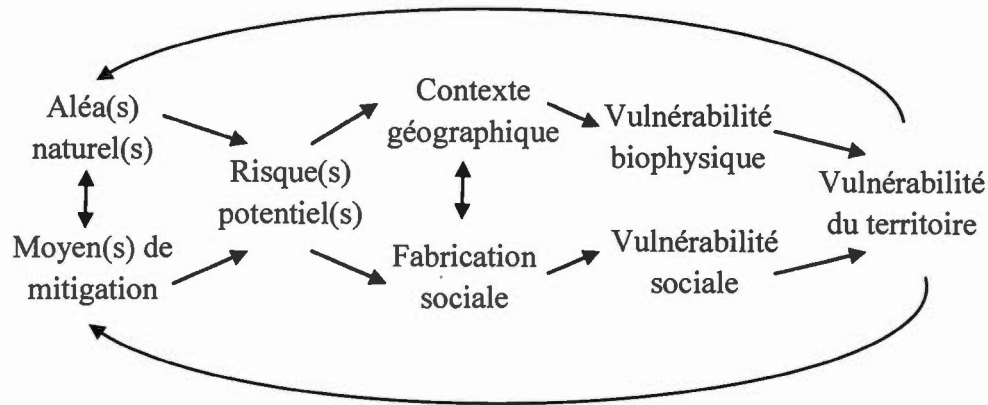 Aléa(s)
naturel(s)
Moyen(s) de
mitigation
Risque(s)
potentiel(s)
Contexte
géographique
Fabrication
sociale
Vulnérabilité
biophysique
Vulnérabilité
sociale
Vulnérabilité
du territoire